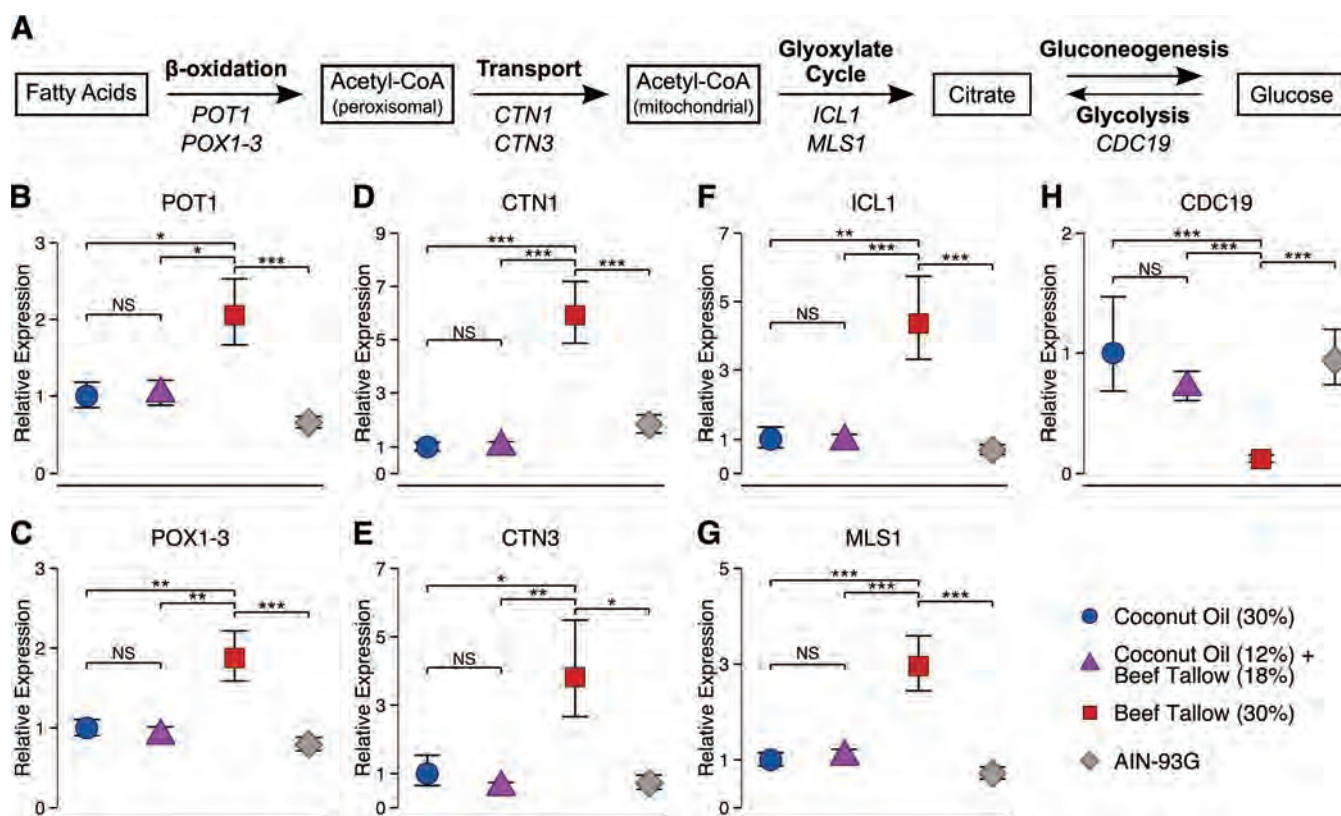 A
Fatty Acids
β-oxidation
POT1
POX1-3
Acetyl-CoA
(peroxisomal)
Transport
CTN1
CTN3
Acetyl-CoA
(mitochondrial)
Glyoxylate
Cycle
ICL1
MLS1
Citrate
Gluconeogenesis
Glycolysis
CDC19
Glucose
B
POT1
Relative Expression
3
2
1
0
*
*
***
NS
D
CTN1
Relative Expression
9
7
5
3
1
0
***
***
***
NS
F
ICL1
Relative Expression
7
5
3
1
0
**
***
***
NS
H
CDC19
Relative Expression
2
1
0
***
***
***
NS
C
POX1-3
Relative Expression
3
2
1
0
**
**
***
NS
E
CTN3
Relative Expression
7
5
3
1
0
*
**
*
NS
G
MLS1
Relative Expression
5
3
1
0
***
***
***
NS
Coconut Oil (30%)
Coconut Oil (12%) +
Beef Tallow (18%)
Beef Tallow (30%)
AIN-93G